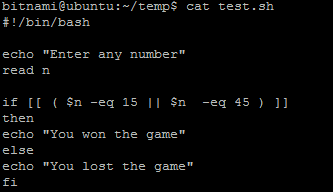 bitnami@ubuntu:~/temp$ cat test.sh
#!/bin/bash
echo "Enter any number"
read n
if [[ ( $n -eq 15 || $n  -eq 45 ) ]]
then
echo "You won the game"
else
echo "You lost the game"
fi